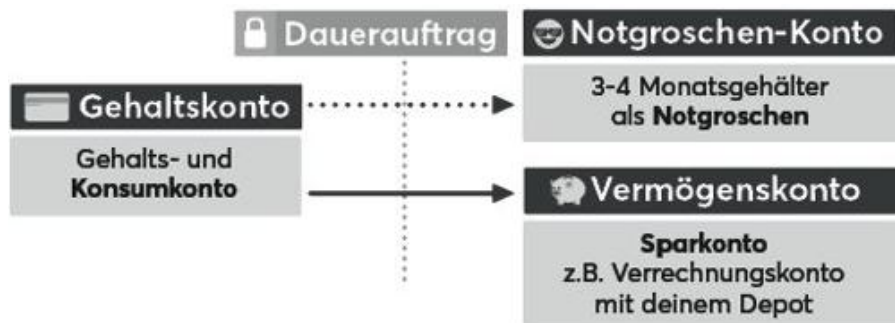 Dauerauftrag
Notgroschen-Konto
3-4 Monatsgehälter
als Notgroschen
Gehaltskonto
Gehalts- und
Konsumkonto
Vermögenskonto
Sparkonto
z.B. Verrechnungskonto
mit deinem Depot